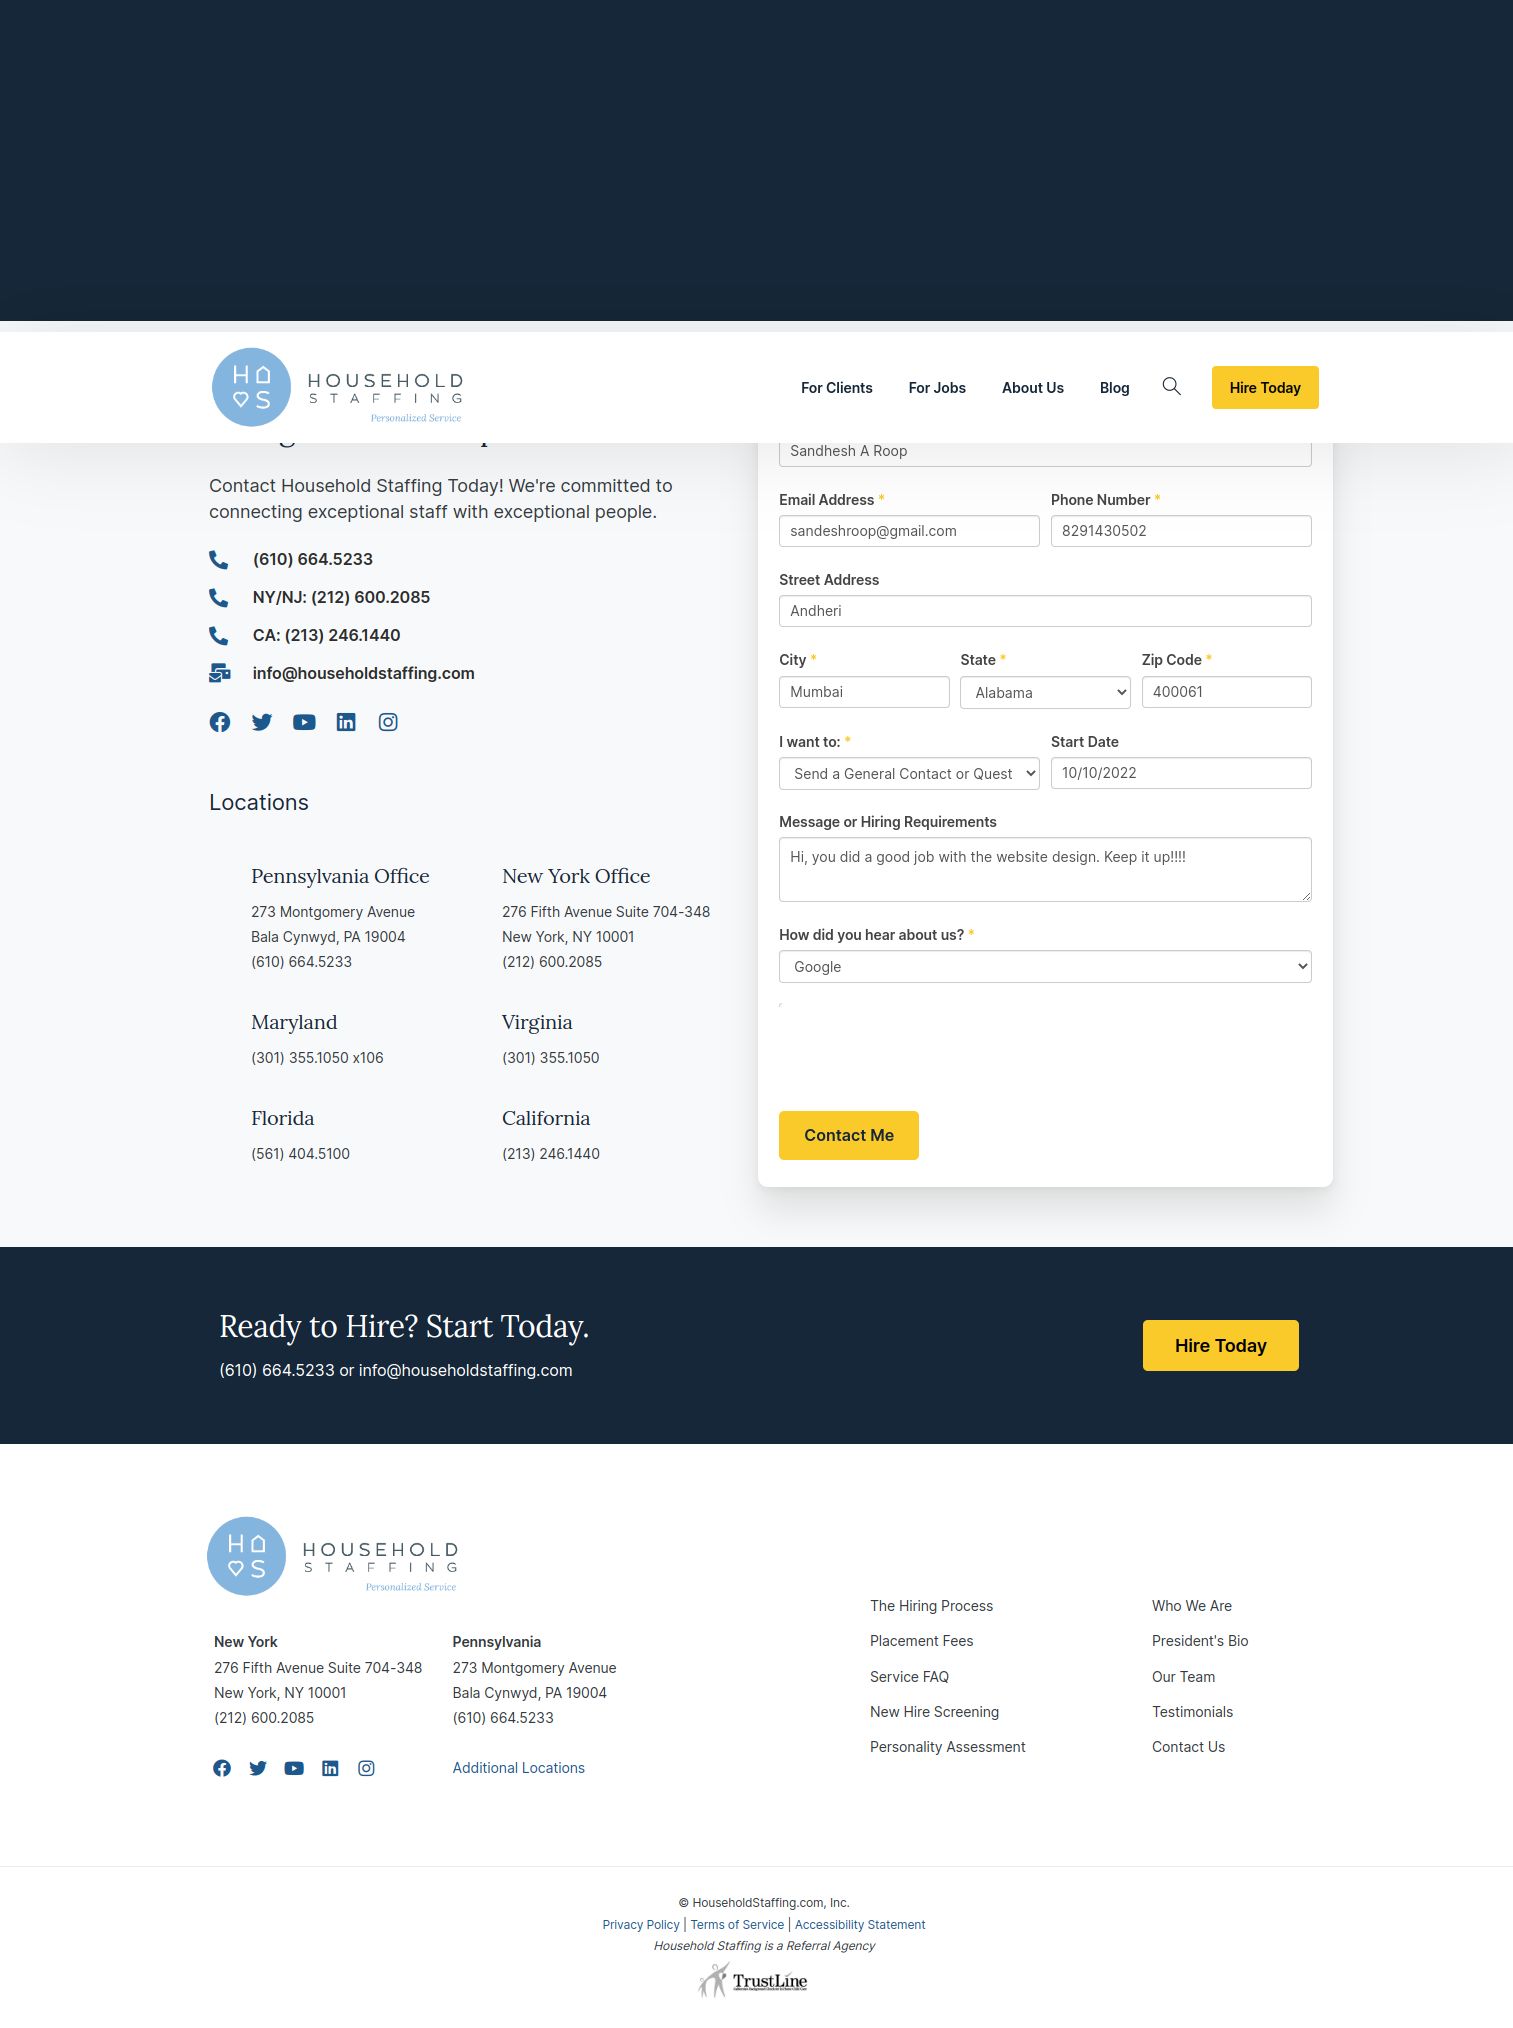 HOUSEHOLD
STAFFING
Personalized Service
For Clients
For Jobs
About Us
Blog
Hire Today
Contact Household Staffing Today! We're committed to
connecting exceptional staff with exceptional people.
(610) 664.5233
NY/NJ: (212) 600.2085
CA: (213) 246.1440
info@householdstaffing.com
Locations
Pennsylvania Office
273 Montgomery Avenue
Bala Cynwyd, PA 19004
(610) 664.5233
New York Office
276 Fifth Avenue Suite 704-348
New York, NY 10001
(212) 600.2085
Maryland
(301) 355.1050 x106
Virginia
(301) 355.1050
Florida
(561) 404.5100
California
(213) 246.1440
Sandhesh A Roop
Email Address *
Phone Number *
sandeshroop@gmail.com
8291430502
Street Address
Andheri
City *
State *
Zip Code *
Mumbai
Alabama
400061
I want to: *
Start Date
Send a General Contact or Quest
10/10/2022
Message or Hiring Requirements
Hi, you did a good job with the website design. Keep it up!!!!
How did you hear about us? *
Google
Contact Me
Ready to Hire? Start Today.
(610) 664.5233 or info@householdstaffing.com
Hire Today
HOUSEHOLD
STAFFING
Personalized Service
New York
276 Fifth Avenue Suite 704-348
New York, NY 10001
(212) 600.2085
Pennsylvania
273 Montgomery Avenue
Bala Cynwyd, PA 19004
(610) 664.5233
Additional Locations
The Hiring Process
Placement Fees
Service FAQ
New Hire Screening
Personality Assessment
Who We Are
President's Bio
Our Team
Testimonials
Contact Us
© HouseholdStaffing.com, Inc.
Privacy Policy | Terms of Service | Accessibility Statement
Household Staffing is a Referral Agency
TrustLine